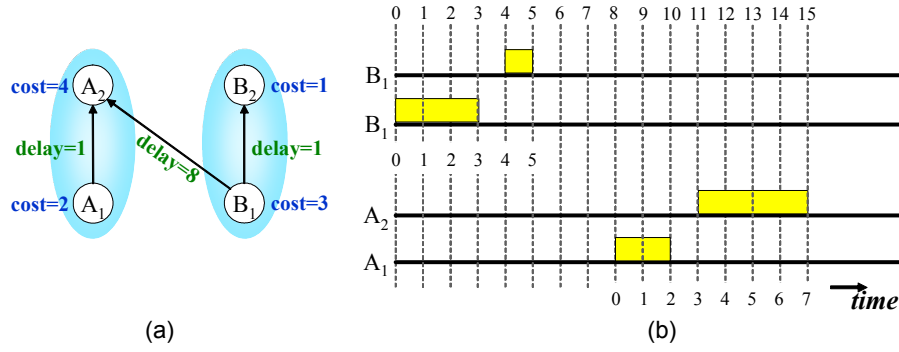 cost=4 A2 B2 cost=1
delay=1 delay=8 delay=1
cost=2 A1 B1 cost=3
(a)
0 1 2 3 4 5 7 8 8 9 10 11 12 13 14 15
B1
B1
0 1 2 3 4 5
A2
A1
0 1 2 3 4 5 6 7
time
(b)